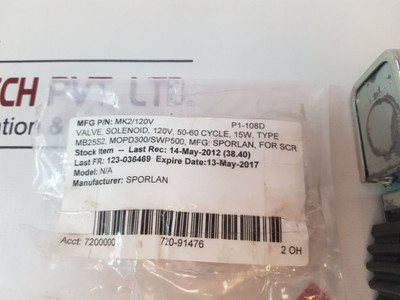 TCH PVT. LTD.
ation &
MFG P/N: MK2/120V P1-108D
VALVE, SOLENOID, 120V, 50-60 CYCLE, 15W, TYPE
MB25S2, MOPD300/SWP500, MFG: SPORLAN, FOR SCR
Stock Item -- Last Rec: 14-May-2012 (38.40)
Last FR: 123-036469 Expire Date:13-May-2017
Model: N/A
Manufacturer: SPORLAN
Acct: 7200000 720-91476 2 OH